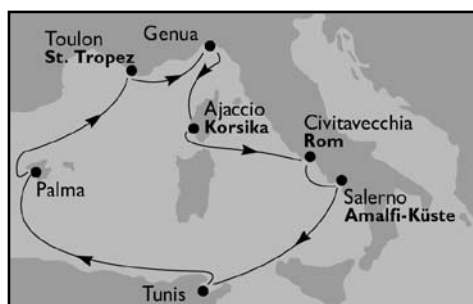 Toulon
St. Tropez
Genua
Ajaccio
Korsika
Civitavecchia
Rom
Palma
Salerno
Amalfi-Küste
Tunis